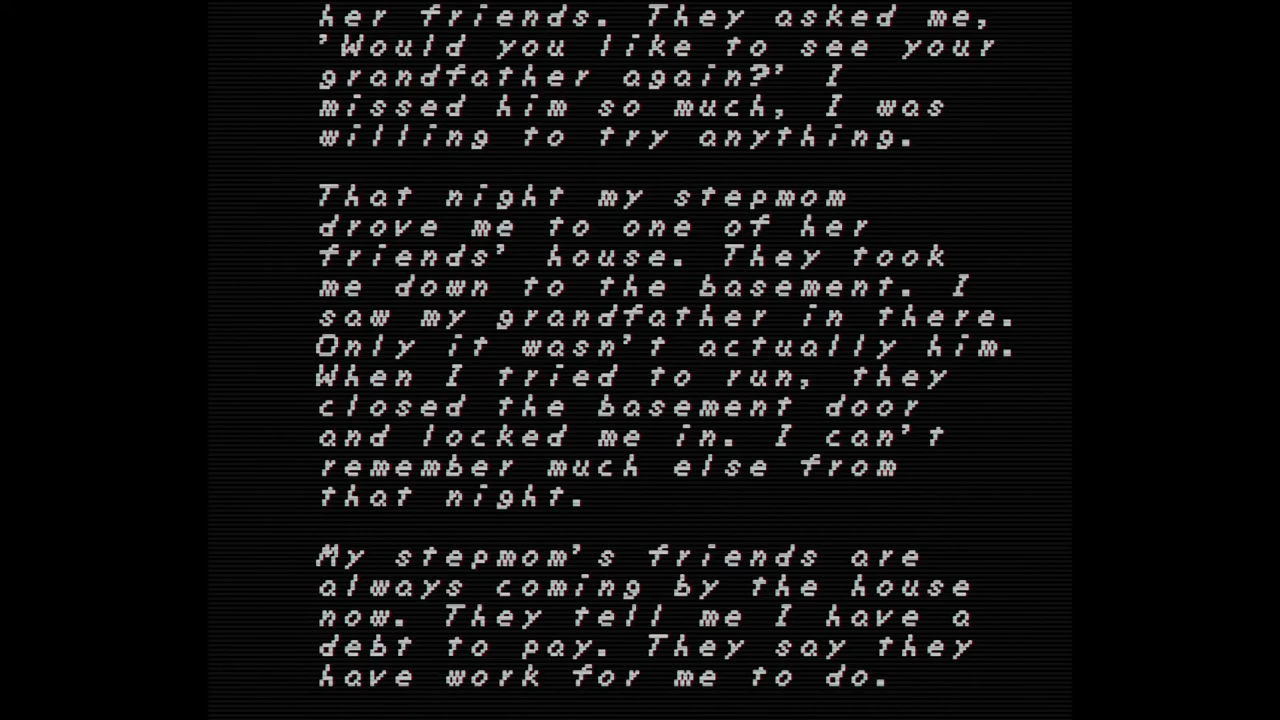 her friends. They asked me,
'Would you like to see your
grandfather again?' I
missed him so much, I was
willing to try anything.
That night my stepmom
drove me to one of her
friends' house. They took
me down to the basement. I
saw my grandfather in there.
Only it wasn't actually him.
When I tried to run, they
closed the basement door
and locked me in. I can't
remember much else from
that night.
My stepmom's friends are
always coming by the house
now. They tell me I have a
debt to pay. They say they
have work for me to do.